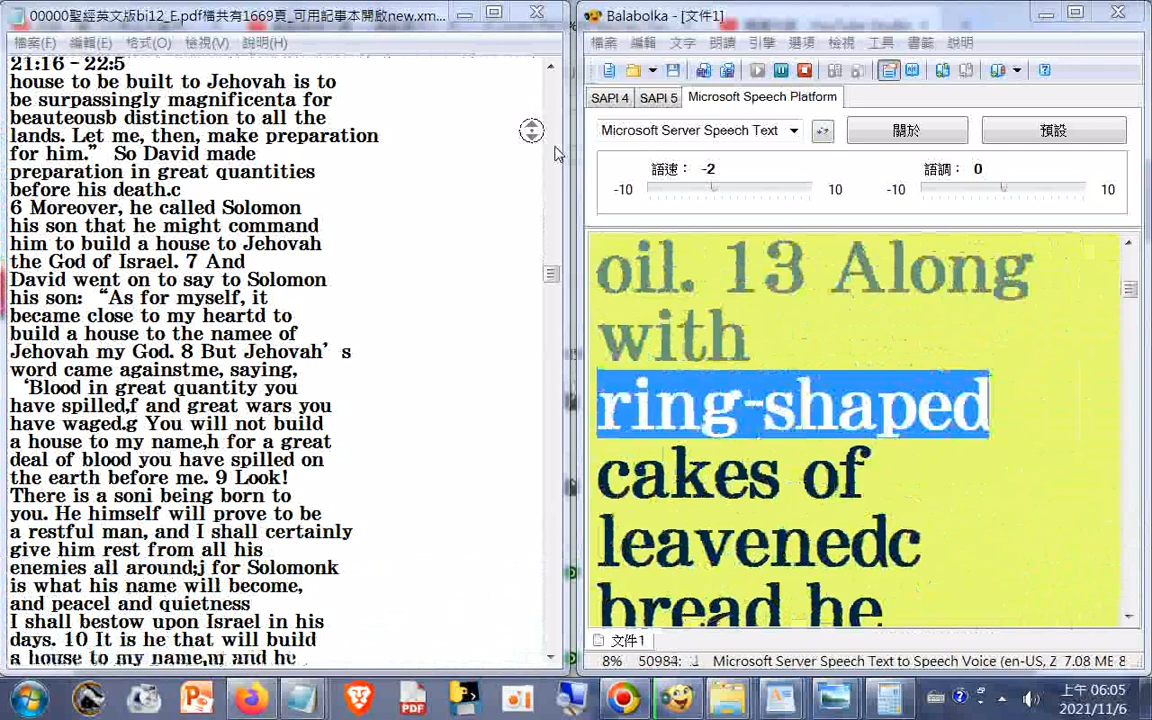 00000聖經英文版bi12_E.pdf檔共有1669頁_可用記事本開啟new.xm...
檔案(F) 編輯(E) 格式(O) 檢視(V) 說明(H)
21:16－22:5
house to be built to Jehovah is to
be surpassingly magnificenta for
beauteousb distinction to all the
lands. Let me, then, make preparation
for him.” So David made
preparation in great quantities
before his death.c
6 Moreover, he called Solomon
his son that he might command
him to build a house to Jehovah
the God of Israel. 7 And
David went on to say to Solomon
his son: “As for myself, it
became close to my heartd to
build a house to the namee of
Jehovah my God. 8 But Jehovah’s
word came againstme, saying,
‘Blood in great quantity you
have spilled,f and great wars you
have waged.g You will not build
a house to my name,h for a great
deal of blood you have spilled on
the earth before me. 9 Look!
There is a soni being born to
you. He himself will prove to be
a restful man, and I shall certainly
give him rest from all his
enemies all around;j for Solomonk
is what his name will become,
and peacel and quietness
I shall bestow upon Israel in his
days. 10 It is he that will build
a house to my name,m and he
Balabolka - [文件1]
檔案 編輯 文字 朗讀 引擎 選項 檢視 工具 書籤 說明
SAPI 4 SAPI 5 Microsoft Speech Platform
Microsoft Server Speech Text 關於 預設
語速： -2 語調： 0
-10 10 -10 10
oil. 13 Along
with
ring-shaped
cakes of
leavenedc
bread he
文件1
8% Microsoft Server Speech Text to Speech Voice (en-US, Z 7.08 MB 8
上午 06:05
2021/11/6